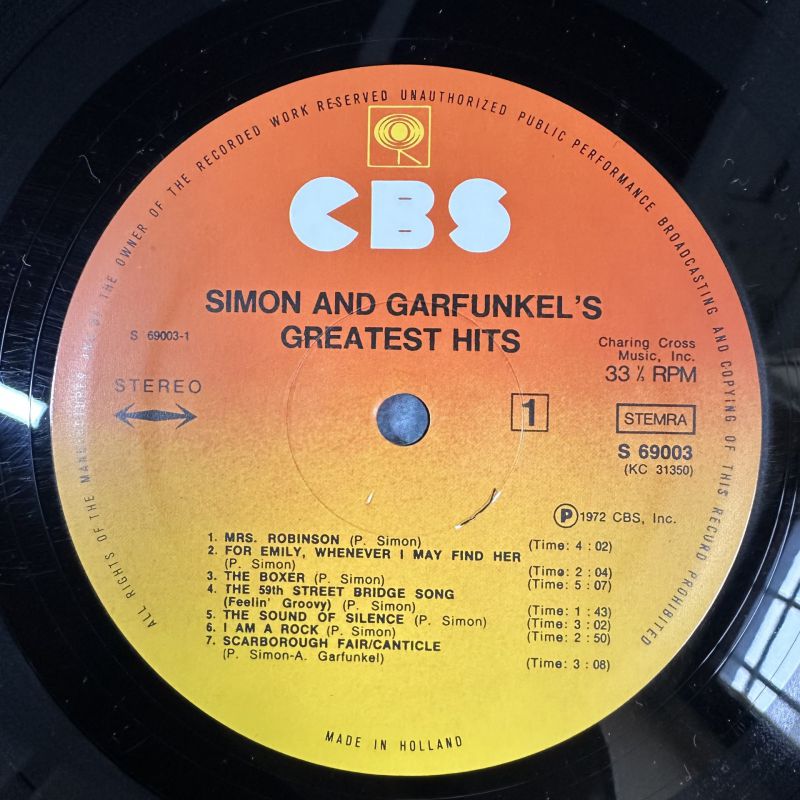 ALL RIGHTS OF THE MANUFACTURER AND OF THE OWNER OF THE RECORDED WORK RESERVED UNAUTHORIZED PUBLIC PERFORMANCE BROADCASTING AND COPYING OF THIS RECORD PROHIBITED
CBS
SIMON AND GARFUNKEL'S
GREATEST HITS
S 69003-1
STEREO
Charing Cross
Music, Inc.
33 ⅓ RPM
1
STEMRA
S 69003
(KC 31350)
Ⓟ1972 CBS, Inc.
1. MRS. ROBINSON (P. Simon) (Time: 4 : 02)
2. FOR EMILY, WHENEVER I MAY FIND HER
(P. Simon) (Time: 2 : 04)
3. THE BOXER (P. Simon) (Time: 5 : 07)
4. THE 59th STREET BRIDGE SONG
(Feelin' Groovy) (P. Simon) (Time: 1 : 43)
5. THE SOUND OF SILENCE (P. Simon) (Time: 3 : 02)
6. I AM A ROCK (P. Simon) (Time: 2 : 50)
7. SCARBOROUGH FAIR/CANTICLE
(P. Simon-A. Garfunkel) (Time: 3 : 08)
MADE IN HOLLAND